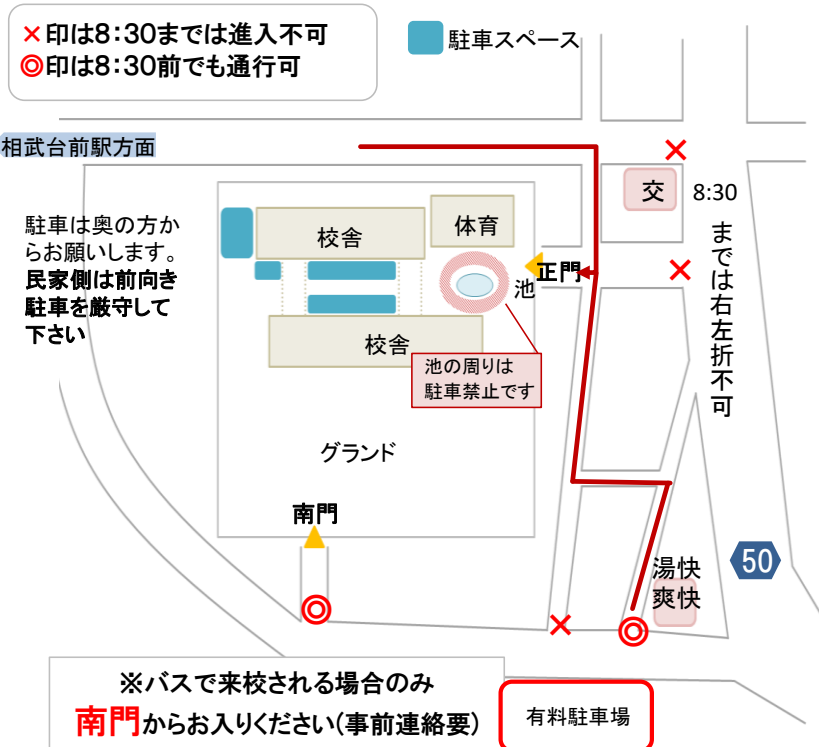 ×印は8:30までは進入不可
◎印は8:30前でも通行可
駐車スペース
相武台前駅方面
交
8:30
までは右左折不可
駐車は奥の方か
らお願いします。
民家側は前向き
駐車を厳守して
下さい
校舎
体育
正門
池
校舎
池の周りは
駐車禁止です
グランド
南門
50
湯快
爽快
※バスで来校される場合のみ
南門からお入りください(事前連絡要)
有料駐車場